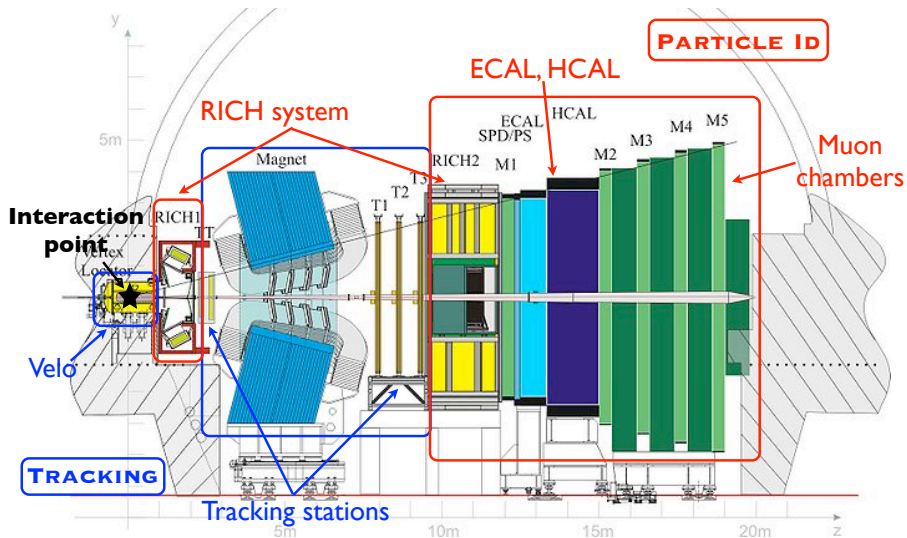 y
PARTICLE ID
ECAL, HCAL
RICH system
5m
ECAL
HCAL
SPD/PS
M1
M2
M3
M4
M5
Magnet
RICH2
T1
T2
T3
Muon
chambers
Interaction
point
RICH1
TT
Vertex
Locator
Velo
TRACKING
Tracking stations
5m
10m
15m
20m
z